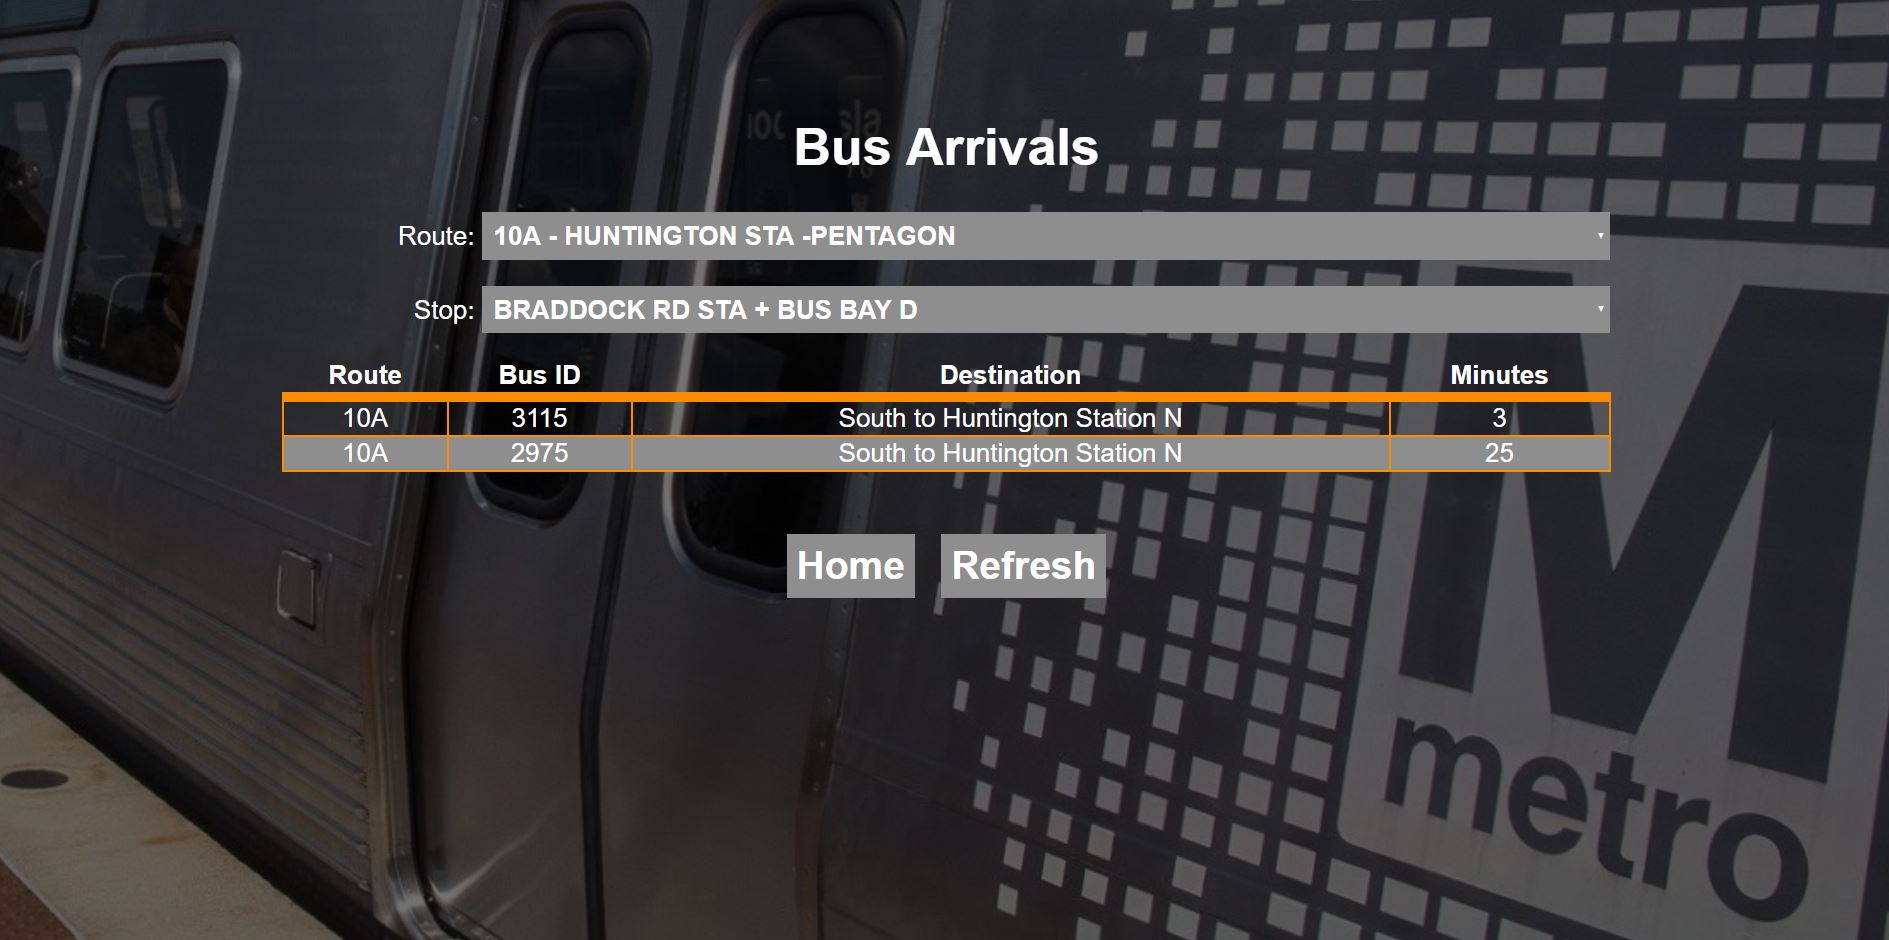 Bus Arrivals
Route: 10A - HUNTINGTON STA -PENTAGON
Stop: BRADDOCK RD STA + BUS BAY D
Route Bus ID Destination Minutes
10A 3115 South to Huntington Station N 3
10A 2975 South to Huntington Station N 25
Home Refresh
M
metro